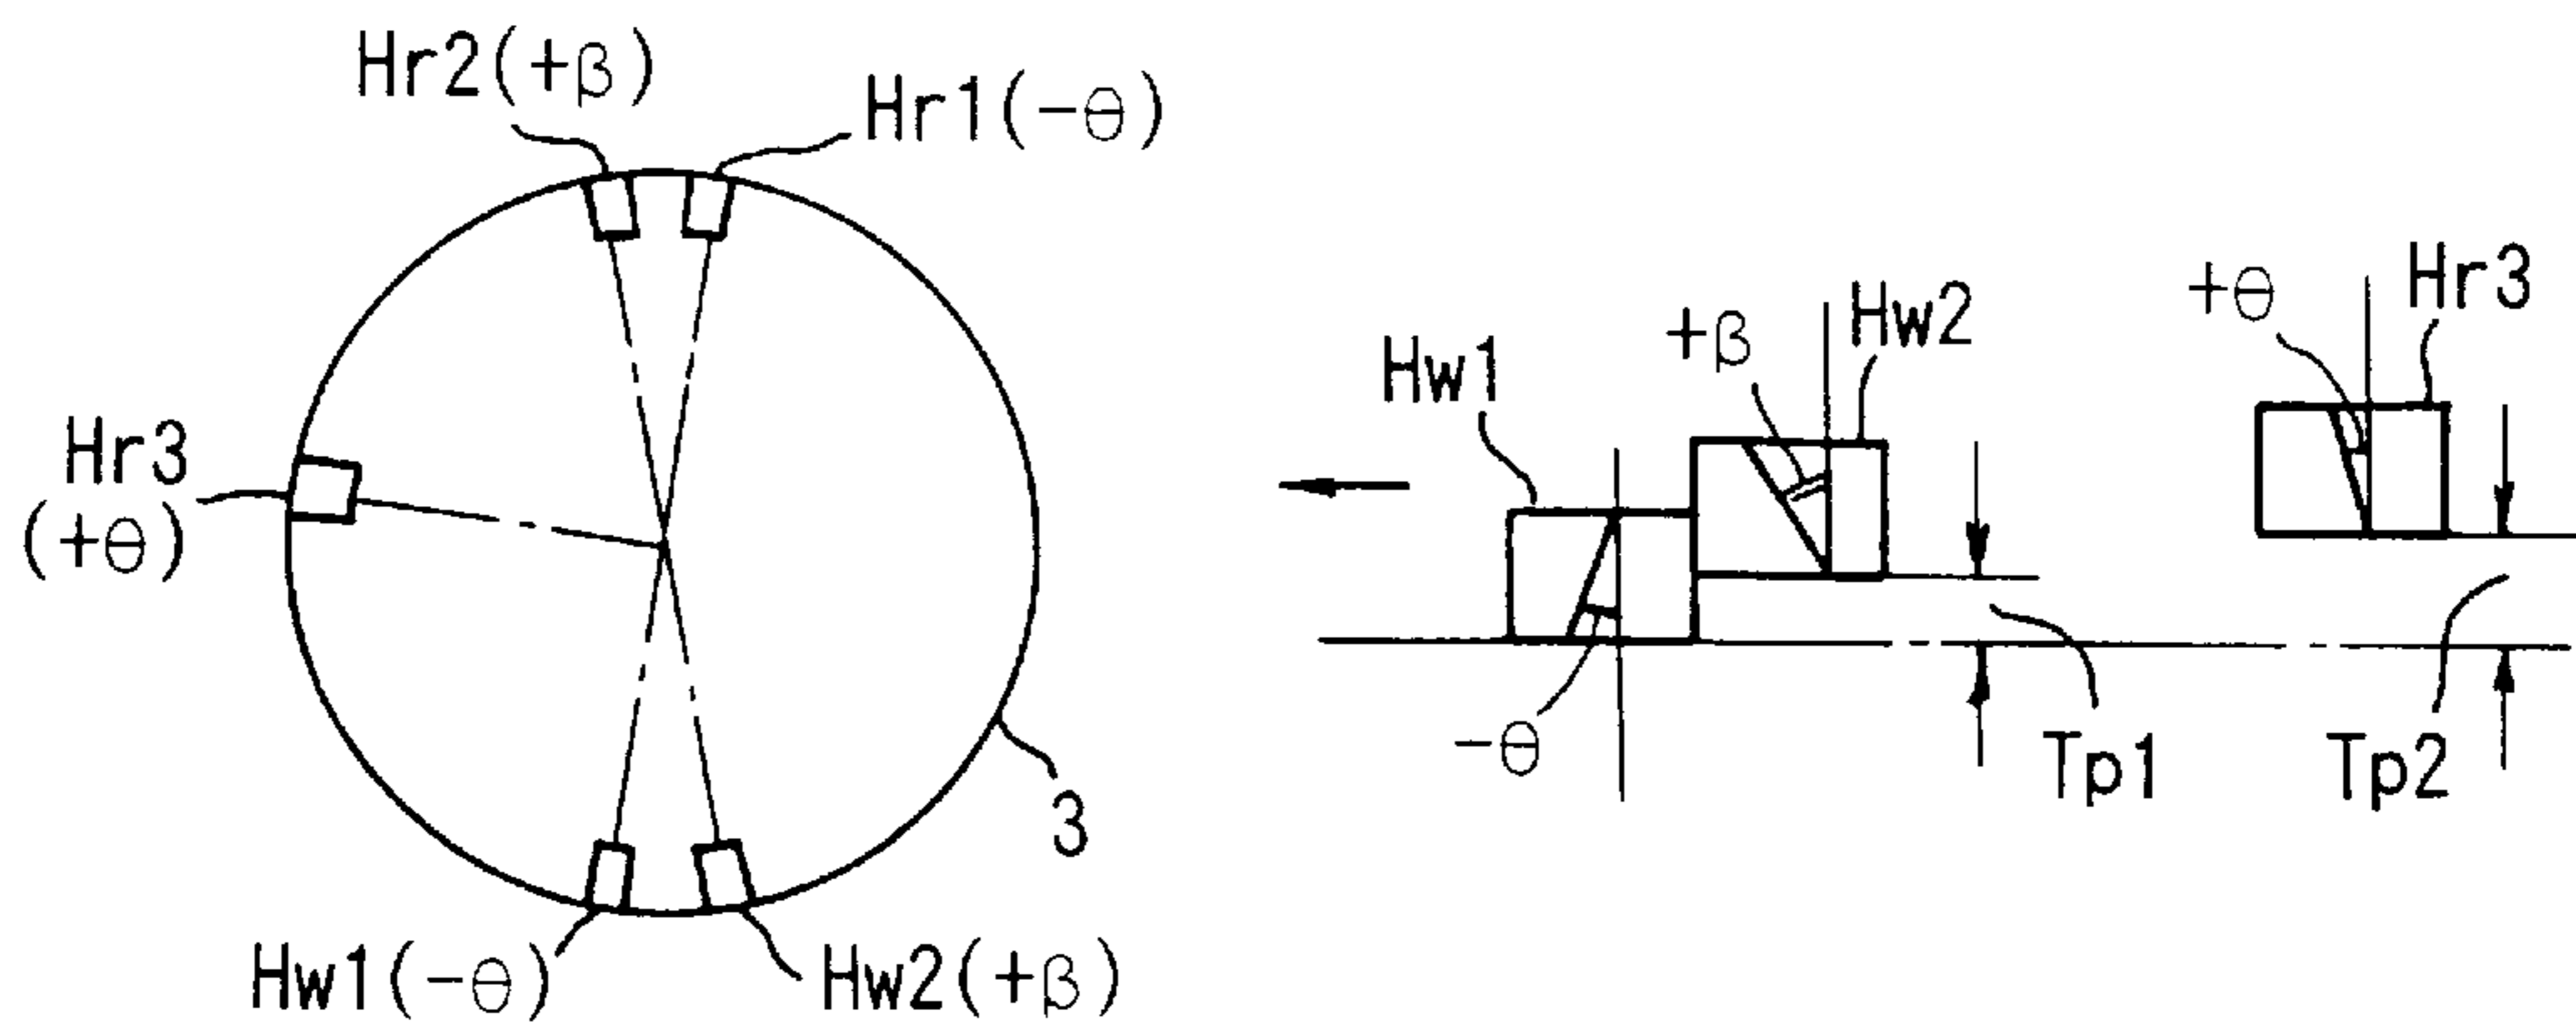 Hr2(+β)
Hr1(-θ)
Hr3
(+θ)
3
Hw1(-θ)
Hw2(+β)
Hw1
+β
Hw2
+θ
Hr3
-θ
Tp1
Tp2